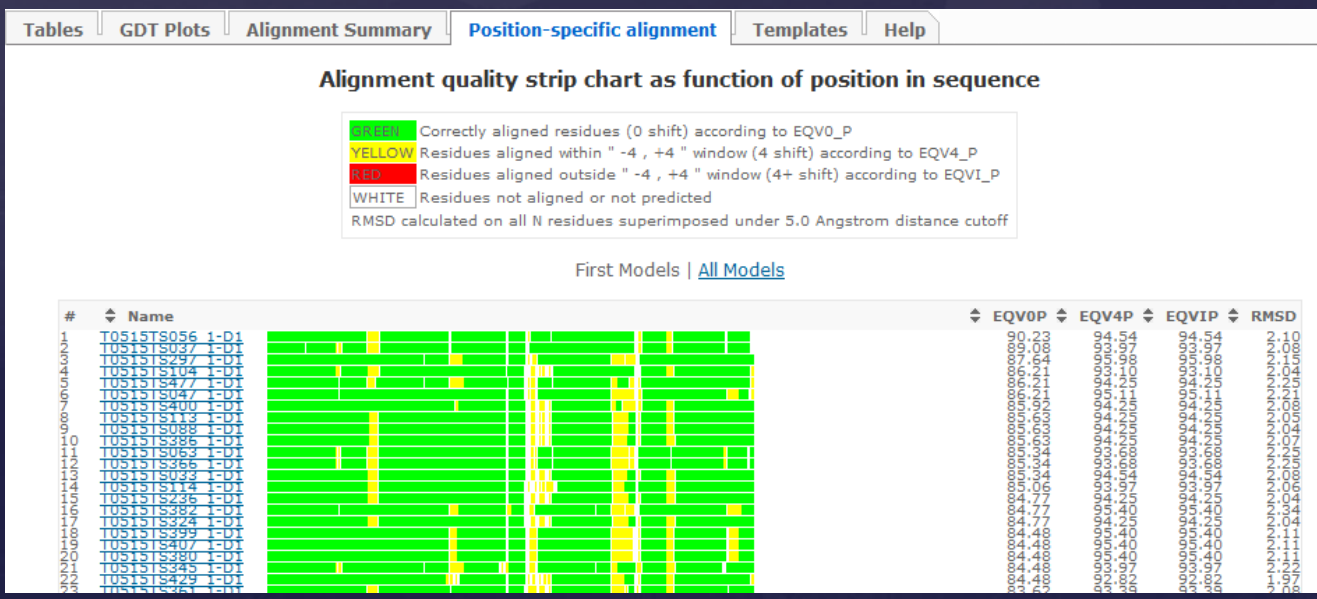 Tables GDT Plots Alignment Summary Position-specific alignment Templates Help
Alignment quality strip chart as function of position in sequence
GREEN Correctly aligned residues (0 shift) according to EQV0_P
YELLOW Residues aligned within " -4 , +4 " window (4 shift) according to EQV4_P
RED Residues aligned outside " -4 , +4 " window (4+ shift) according to EQVI_P
WHITE Residues not aligned or not predicted
RMSD calculated on all N residues superimposed under 5.0 Angstrom distance cutoff
First Models | All Models
# Name EQV0P EQV4P EQVIP RMSD
1 T0515TS056_1-D1 90.23 94.54 94.54 2.10
2 T0515TS037_1-D1 89.08 93.97 93.97 2.08
3 T0515TS297_1-D1 87.64 95.98 95.98 2.15
4 T0515TS104_1-D1 86.21 93.10 93.10 2.04
5 T0515TS477_1-D1 86.21 94.25 94.25 2.25
6 T0515TS047_1-D1 86.21 95.11 95.11 2.21
7 T0515TS400_1-D1 85.92 94.25 94.25 2.08
8 T0515TS113_1-D1 85.63 94.25 94.25 2.05
9 T0515TS088_1-D1 85.63 94.25 94.25 2.04
10 T0515TS386_1-D1 85.63 94.25 94.25 2.07
11 T0515TS063_1-D1 85.34 93.68 93.68 2.25
12 T0515TS366_1-D1 85.34 93.68 93.68 2.25
13 T0515TS033_1-D1 85.34 94.54 94.54 2.08
14 T0515TS114_1-D1 85.06 93.97 93.97 2.06
15 T0515TS236_1-D1 84.77 94.25 94.25 2.04
16 T0515TS382_1-D1 84.77 95.40 95.40 2.34
17 T0515TS324_1-D1 84.77 94.25 94.25 2.04
18 T0515TS399_1-D1 84.48 95.40 95.40 2.11
19 T0515TS407_1-D1 84.48 95.40 95.40 2.11
20 T0515TS380_1-D1 84.48 95.40 95.40 2.11
21 T0515TS345_1-D1 84.48 93.97 93.97 2.22
22 T0515TS429_1-D1 84.48 92.82 92.82 1.97
23 T0515TS361_1-D1 83.62 93.39 93.39 2.08